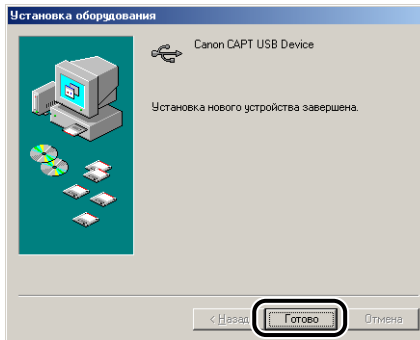 Установка оборудования
Canon CAPT USB Device
Установка нового устройства завершена.
< Назад Готово Отмена